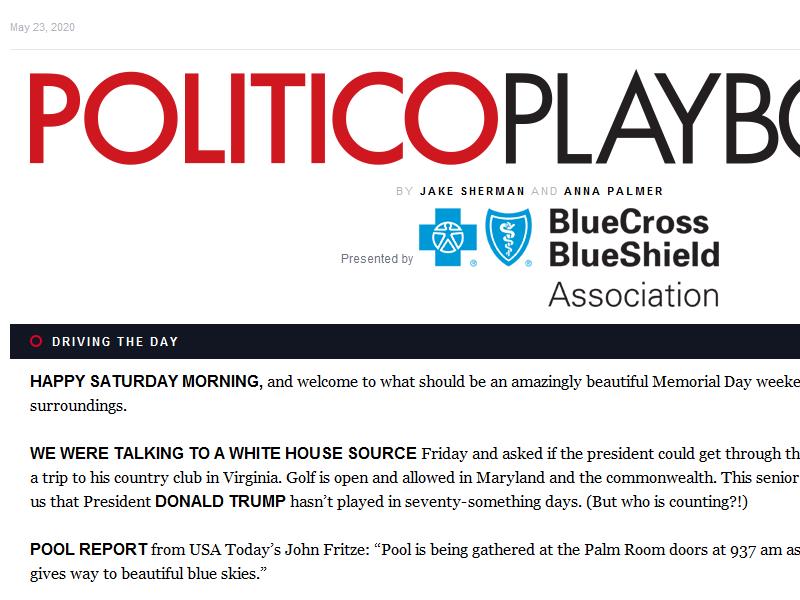 May 23, 2020
POLITICOPLAYBO
BY JAKE SHERMAN AND ANNA PALMER
Presented by
BlueCross
BlueShield
Association
DRIVING THE DAY
HAPPY SATURDAY MORNING, and welcome to what should be an amazingly beautiful Memorial Day weeke
surroundings.
WE WERE TALKING TO A WHITE HOUSE SOURCE Friday and asked if the president could get through th
a trip to his country club in Virginia. Golf is open and allowed in Maryland and the commonwealth. This senior
us that President DONALD TRUMP hasn't played in seventy-something days. (But who is counting?!)
POOL REPORT from USA Today's John Fritze: “Pool is being gathered at the Palm Room doors at 937 am as
gives way to beautiful blue skies.”